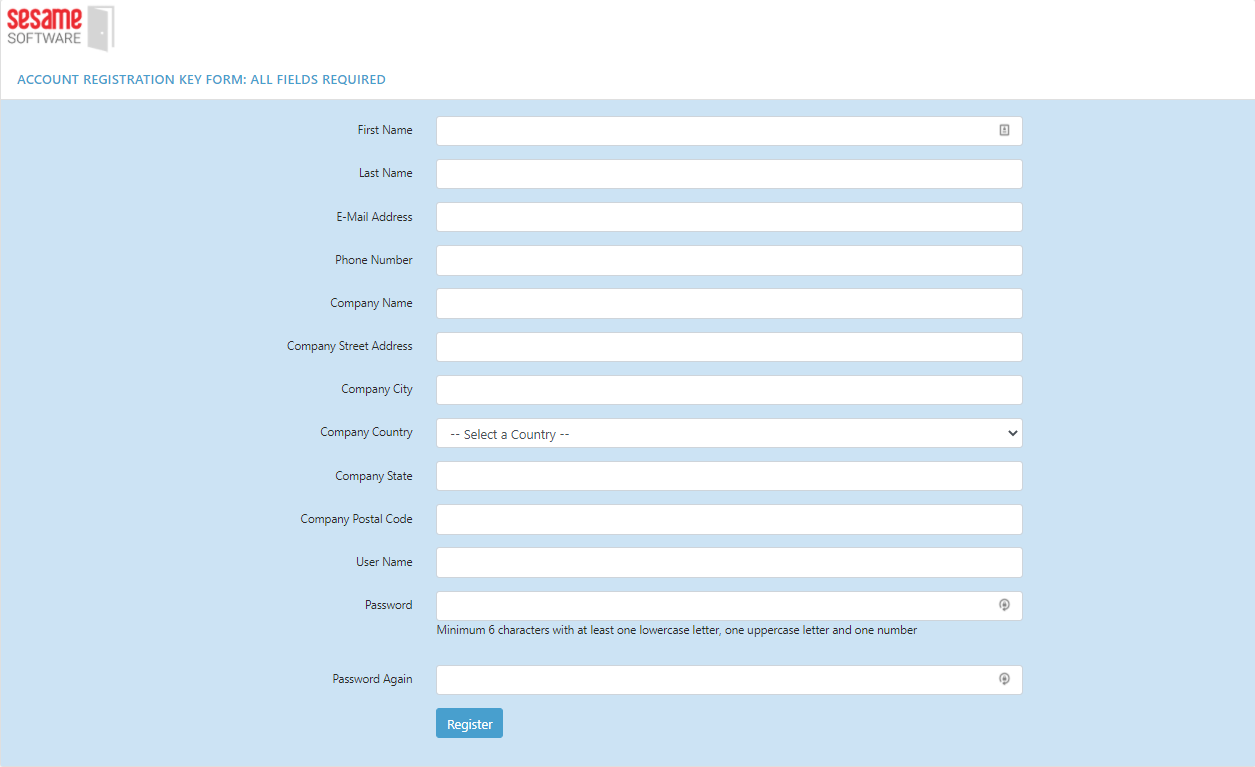 sesame
SOFTWARE
ACCOUNT REGISTRATION KEY FORM: ALL FIELDS REQUIRED
First Name
Last Name
E-Mail Address
Phone Number
Company Name
Company Street Address
Company City
Company Country
-- Select a Country --
Company State
Company Postal Code
User Name
Password
Minimum 6 characters with at least one lowercase letter, one uppercase letter and one number
Password Again
Register